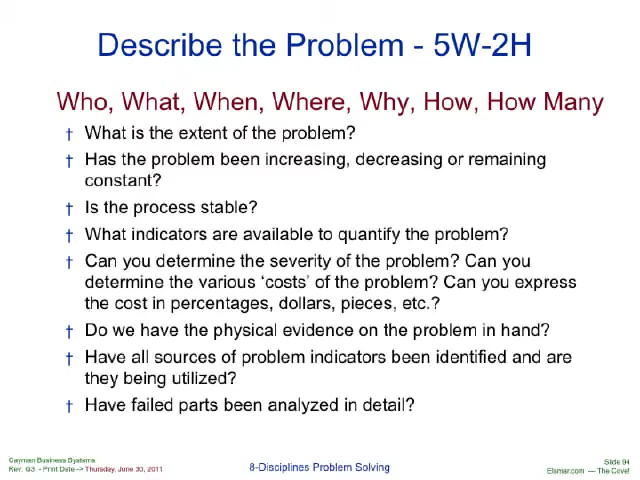 Describe the Problem - 5W-2H
Who, What, When, Where, Why, How, How Many
† What is the extent of the problem?
† Has the problem been increasing, decreasing or remaining
constant?
† Is the process stable?
† What indicators are available to quantify the problem?
† Can you determine the severity of the problem? Can you
determine the various ‘costs’ of the problem? Can you express
the cost in percentages, dollars, pieces, etc.?
† Do we have the physical evidence on the problem in hand?
† Have all sources of problem indicators been identified and are
they being utilized?
† Have failed parts been analyzed in detail?
Cayman Business Systems
Rev: G3 - Print Date -> Thursday, June 30, 2011
8-Disciplines Problem Solving
Slide 94
Elsmar.com — The Cove!